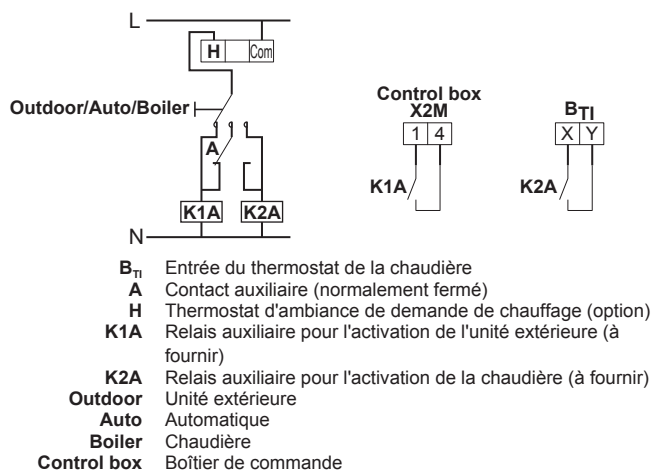 L
H Com
Outdoor/Auto/Boiler
A
K1A K2A
N
Control box
X2M
1 4
K1A
BTI
X Y
K2A
BTI Entrée du thermostat de la chaudière
A Contact auxiliaire (normalement fermé)
H Thermostat d'ambiance de demande de chauffage (option)
K1A Relais auxiliaire pour l'activation de l'unité extérieure (à
fournir)
K2A Relais auxiliaire pour l'activation de la chaudière (à fournir)
Outdoor Unité extérieure
Auto Automatique
Boiler Chaudière
Control box Boîtier de commande